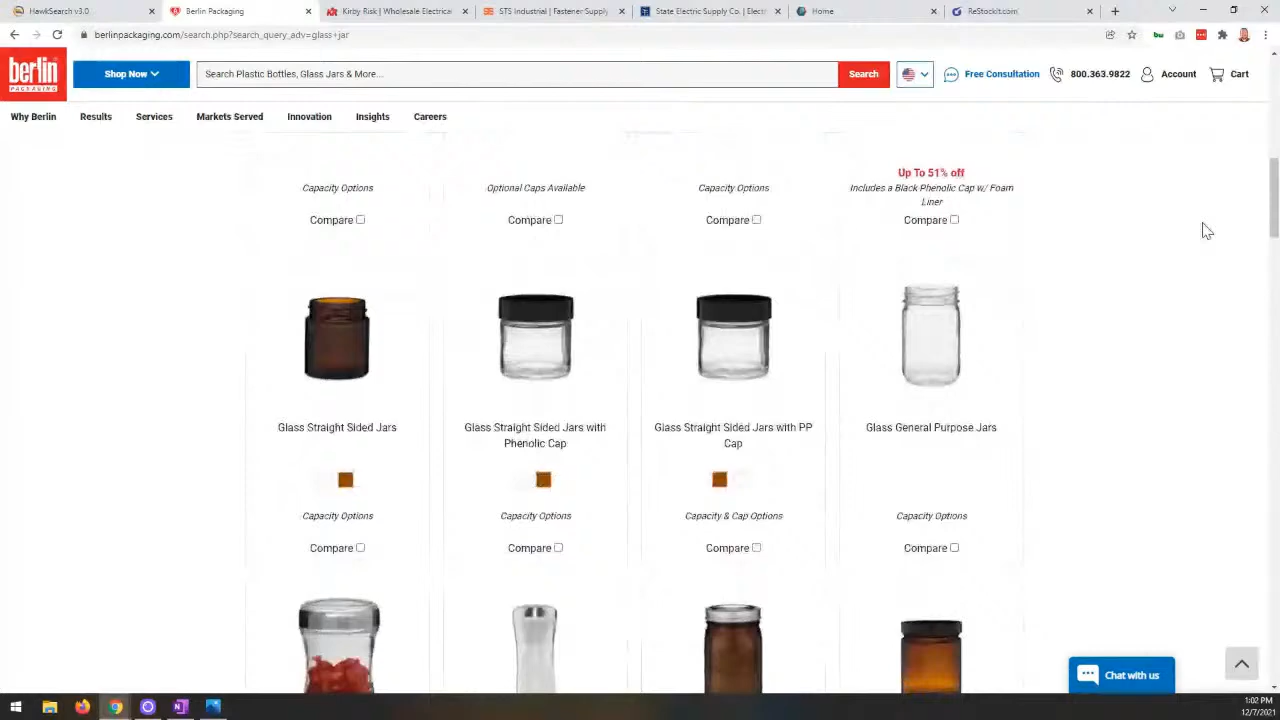 HawkSearch v3.0
Berlin Packaging
Kirby Risk | Wholesale Electrical
STS Industrial | Fastener Supply
State Electric Supply Co. | Electr
Home
ReStockIt.com
berlinpackaging.com/search.php?search_query_adv=glass+jar
berlin
PACKAGING
Shop Now
Search Plastic Bottles, Glass Jars & More...
Search
Free Consultation
800.363.9822
Account
Cart
Why Berlin
Results
Services
Markets Served
Innovation
Insights
Careers
Up To 51% off
Capacity Options
Optional Caps Available
Capacity Options
Includes a Black Phenolic Cap w/ Foam
Liner
Compare
Compare
Compare
Compare
Glass Straight Sided Jars
Glass Straight Sided Jars with
Phenolic Cap
Glass Straight Sided Jars with PP
Cap
Glass General Purpose Jars
Capacity Options
Capacity Options
Capacity & Cap Options
Capacity Options
Compare
Compare
Compare
Compare
Chat with us
1:02 PM
12/7/2021